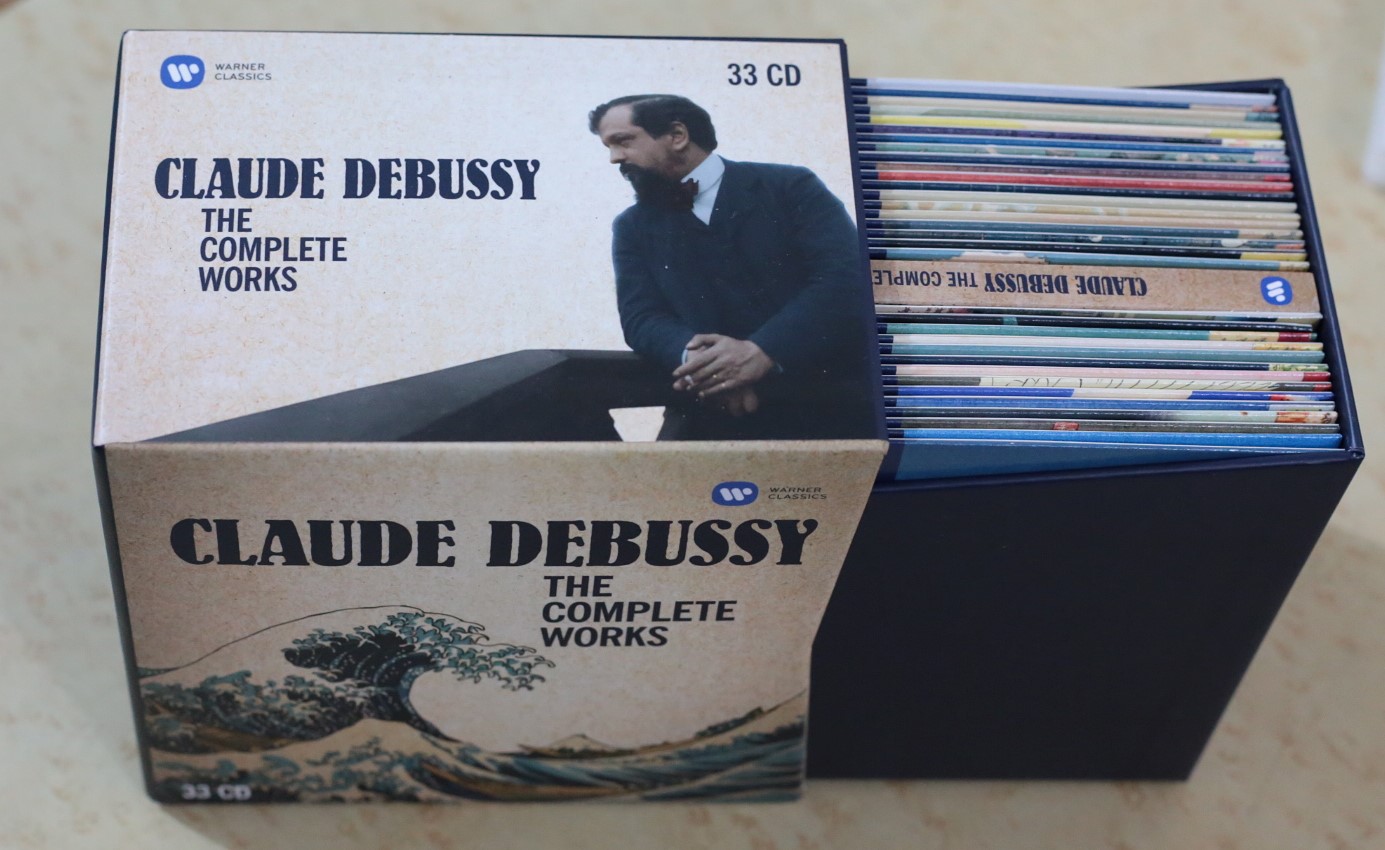 WARNER
CLASSICS
33 CD
CLAUDE DEBUSSY
THE
COMPLETE
WORKS
CLAUDE DEBUSSY THE COMPLE
WARNER
CLASSICS
CLAUDE DEBUSSY
THE
COMPLETE
WORKS
33 CD